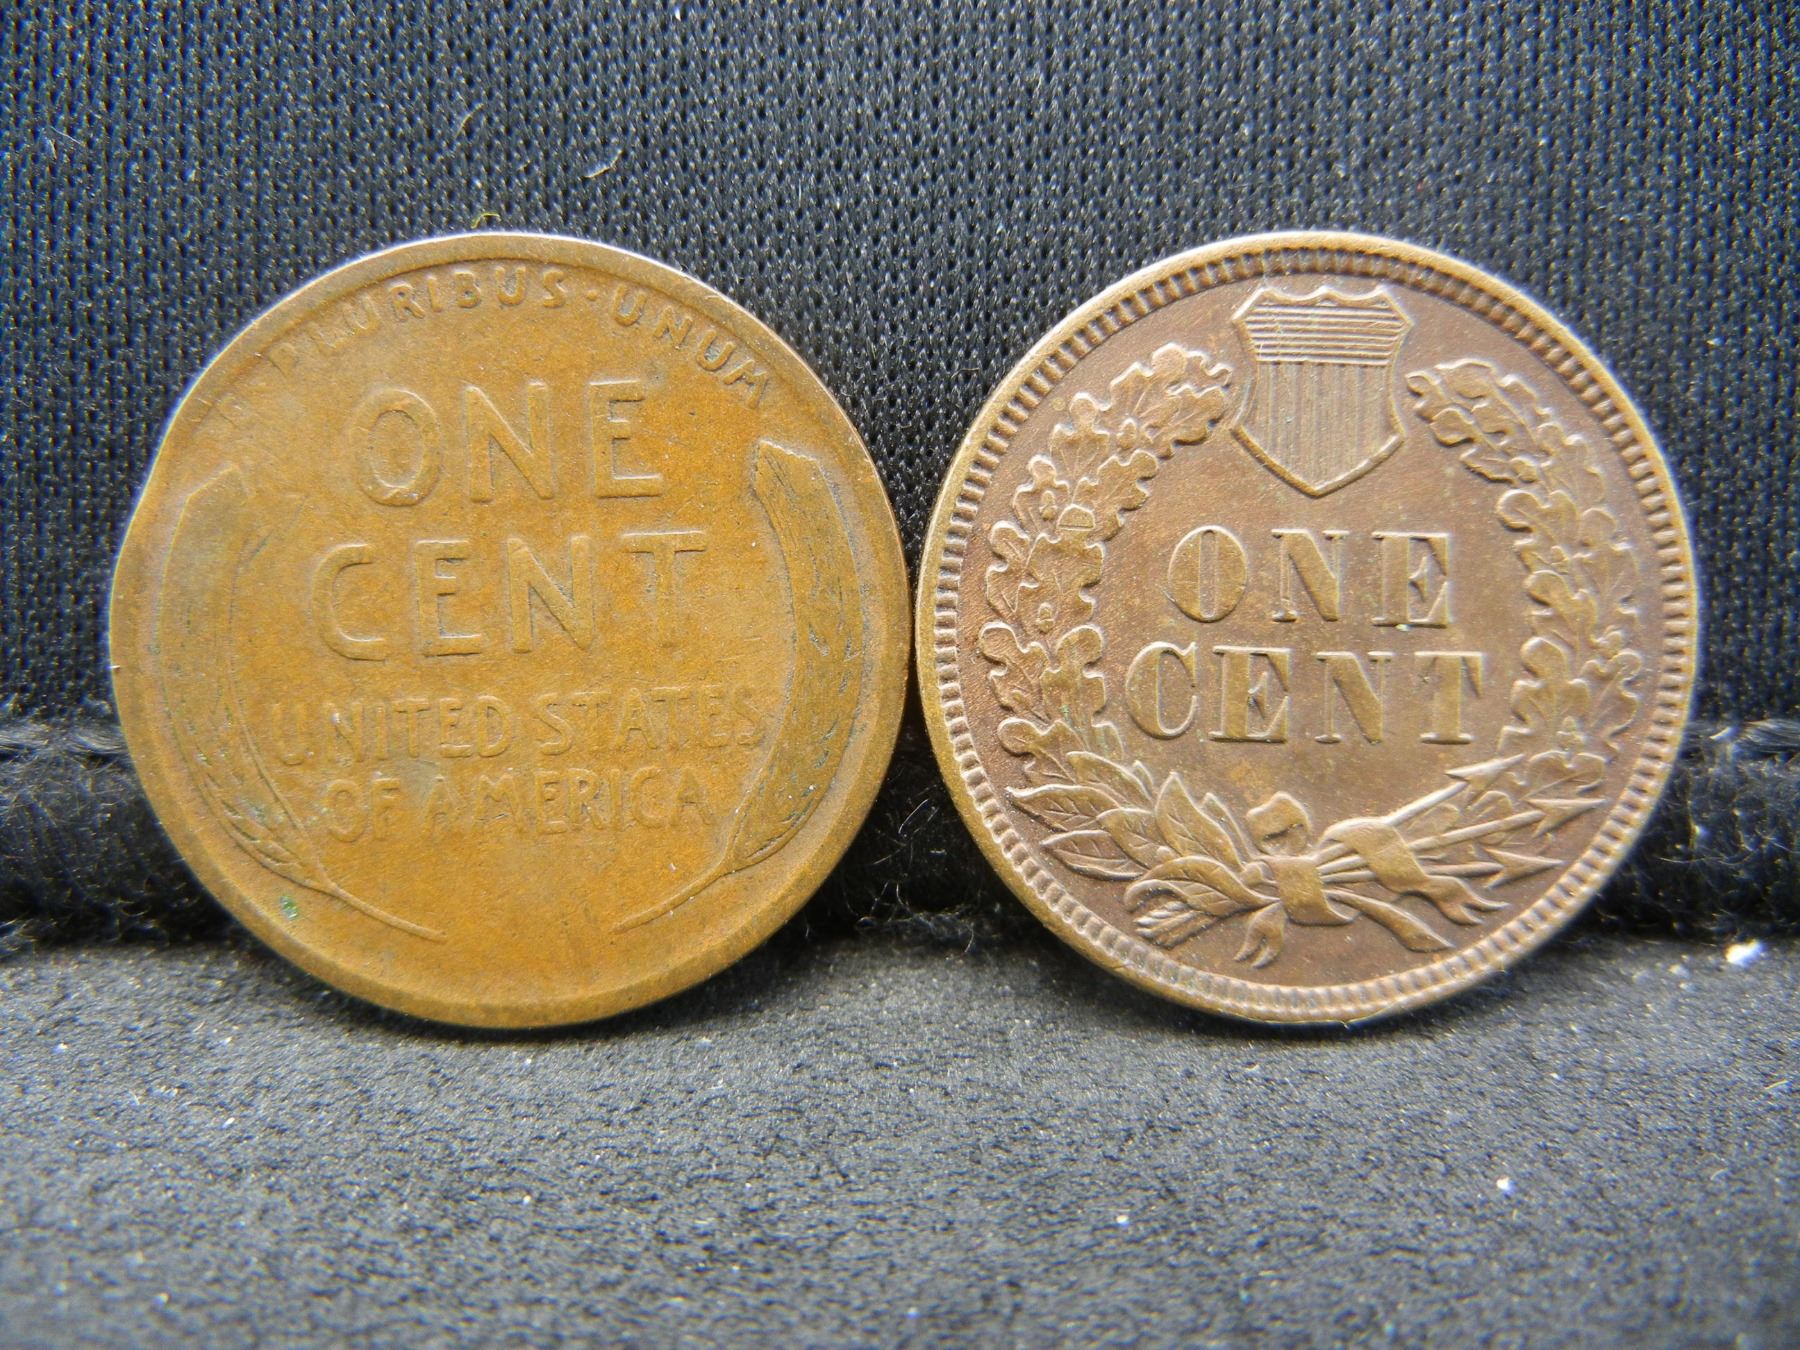 PLURIBUS·UNUM
ONE
CENT
UNITED STATES
OF AMERICA
ONE
CENT